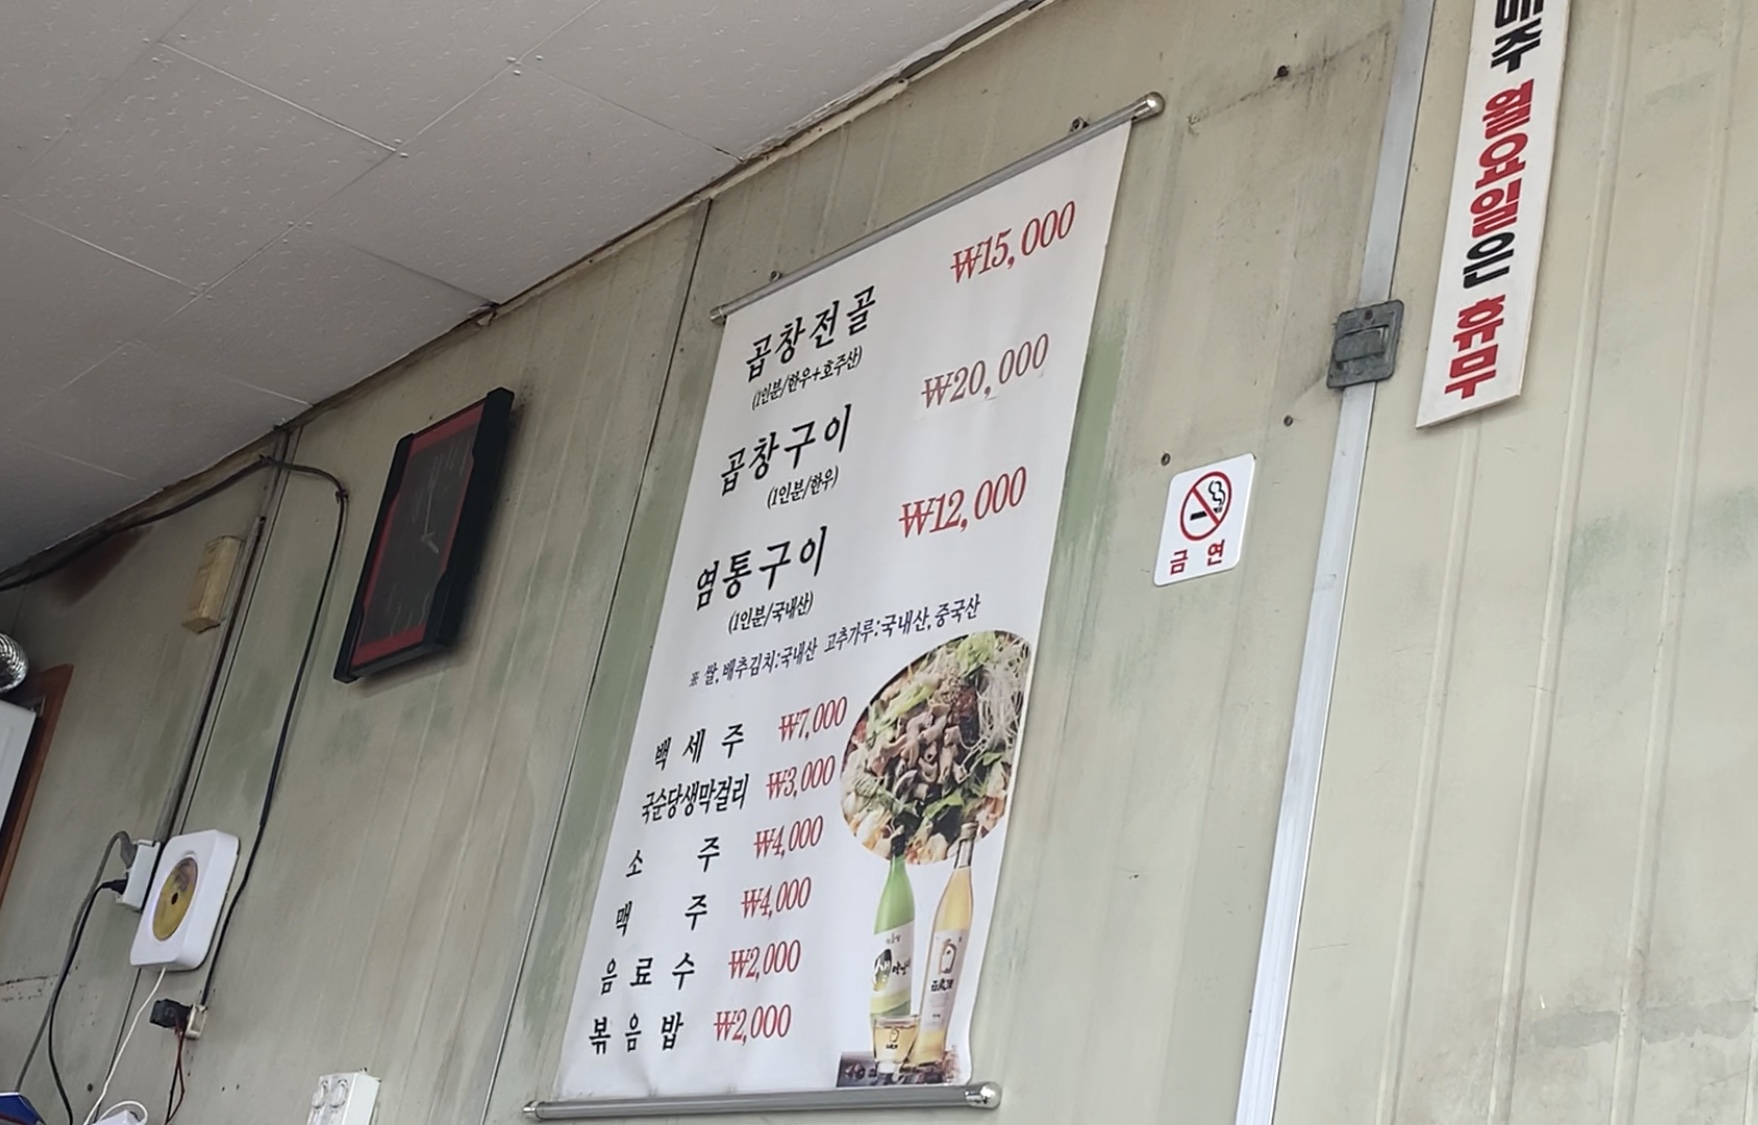 곱창전골 ₩15,000
(1인분/한우+호주산)
곱창구이 ₩20,000
(1인분/한우)
염통구이 ₩12,000
(1인분/국내산)
※ 쌀,배추김치:국내산 고추가루:국내산,중국산
백세주 ₩7,000
국순당생막걸리 ₩3,000
소주 ₩4,000
맥주 ₩4,000
음료수 ₩2,000
볶음밥 ₩2,000
금연
매주 월요일은 휴무